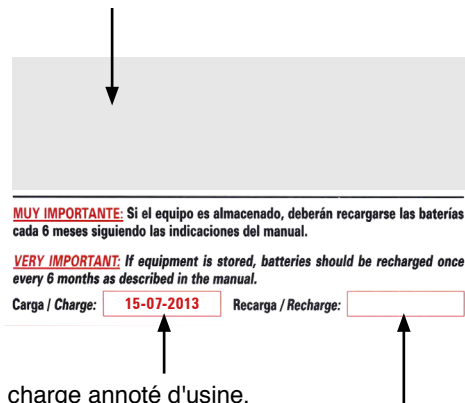 MUY IMPORTANTE: Si el equipo es almacenado, deberán recargarse las baterías
cada 6 meses siguiendo las indicaciones del manual.
VERY IMPORTANT: If equipment is stored, batteries should be recharged once
every 6 months as described in the manual.
Carga / Charge: 15-07-2013 Recarga / Recharge:
charge annoté d'usine.